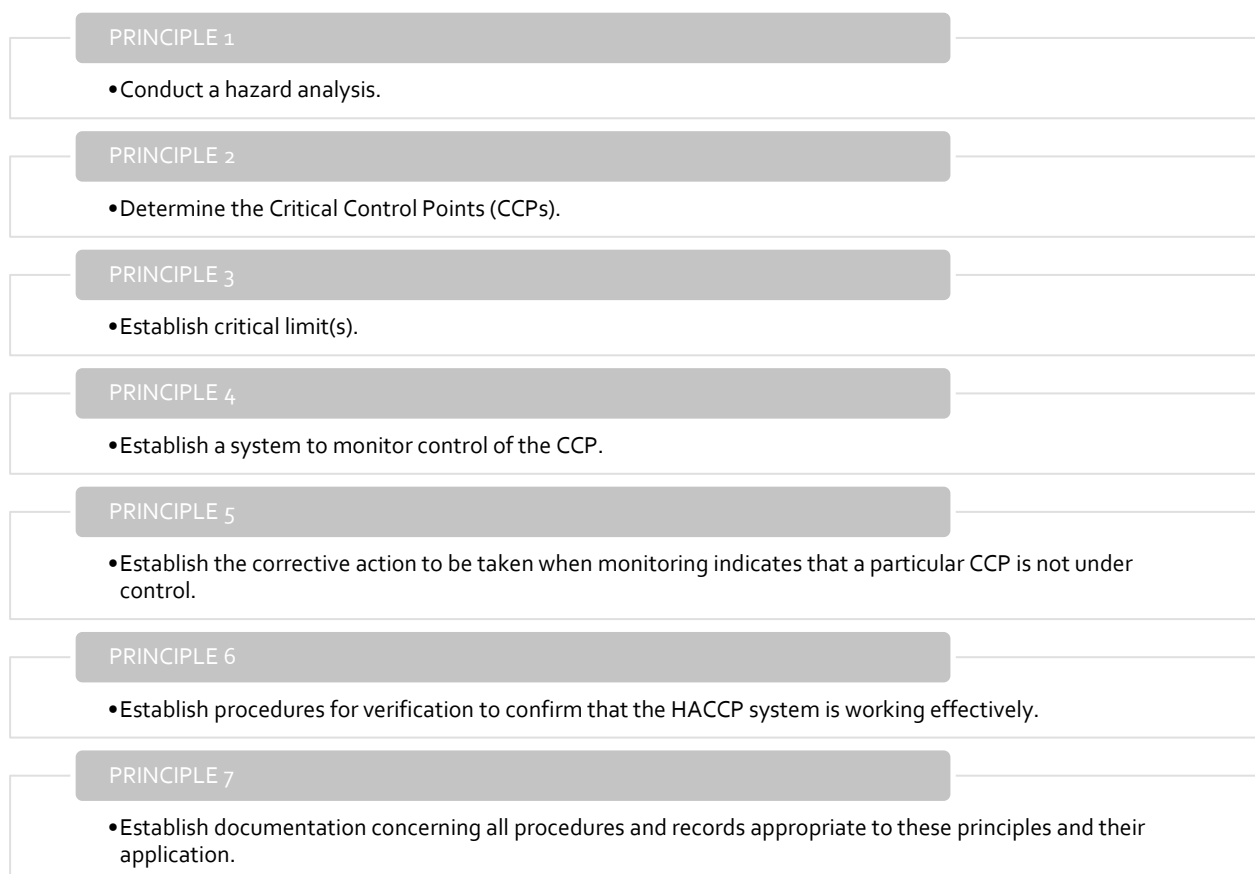 PRINCIPLE 1
•Conduct a hazard analysis.
PRINCIPLE 2
•Determine the Critical Control Points (CCPs).
PRINCIPLE 3
•Establish critical limit(s).
PRINCIPLE 4
•Establish a system to monitor control of the CCP.
PRINCIPLE 5
•Establish the corrective action to be taken when monitoring indicates that a particular CCP is not under
control.
PRINCIPLE 6
•Establish procedures for verification to confirm that the HACCP system is working effectively.
PRINCIPLE 7
•Establish documentation concerning all procedures and records appropriate to these principles and their
application.